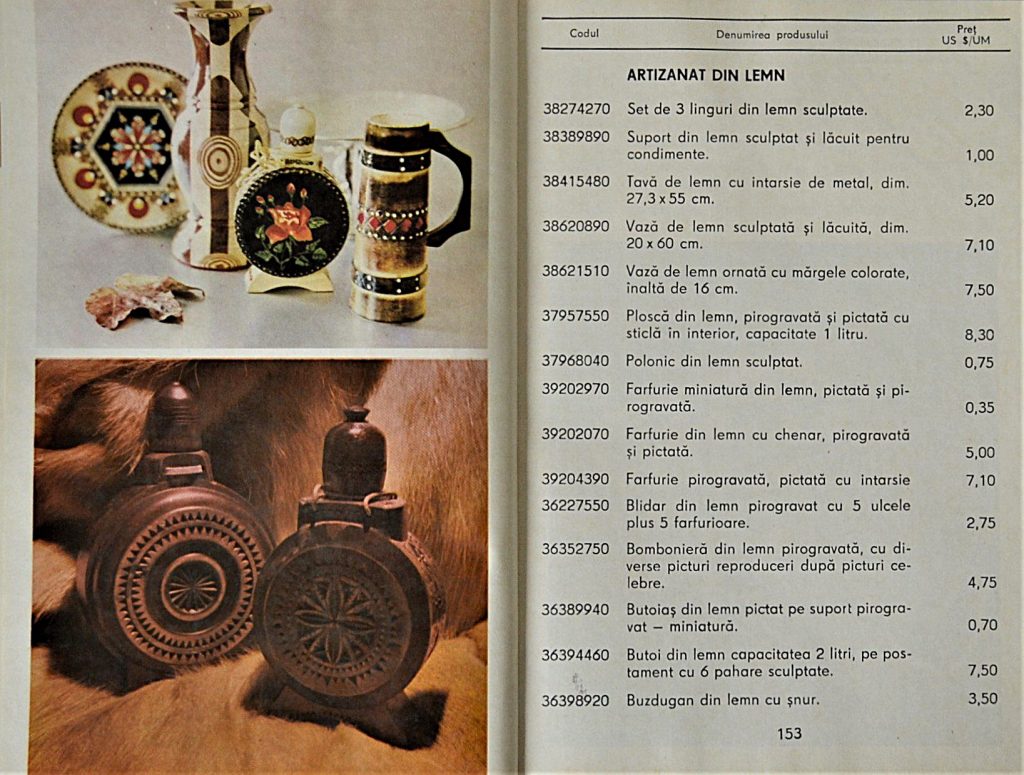 Codul Denumirea produsului Preț
US $/UM
ARTIZANAT DIN LEMN
38274270 Set de 3 linguri din lemn sculptate. 2,30
38389890 Suport din lemn sculptat și lăcuit pentru
condimente. 1,00
38415480 Tavă de lemn cu intarsie de metal, dim.
27,3 x 55 cm. 5,20
38620890 Vază de lemn sculptată și lăcuită, dim.
20 x 60 cm. 7,10
38621510 Vază de lemn ornată cu mărgele colorate,
înaltă de 16 cm. 7,50
37957550 Ploscă din lemn, pirogravată și pictată cu
sticlă în interior, capacitate 1 litru. 8,30
37968040 Polonic din lemn sculptat. 0,75
39202970 Farfurie miniatură din lemn, pictată și pi-
rogravată. 0,35
39202070 Farfurie din lemn cu chenar, pirogravată
și pictată. 5,00
39204390 Farfurie pirogravată, pictată cu intarsie 7,10
36227550 Blidar din lemn pirogravat cu 5 ulcele
plus 5 farfurioare. 2,75
36352750 Bombonieră din lemn pirogravată, cu di-
verse picturi reproduceri după picturi ce-
lebre. 4,75
36389940 Butoiaș din lemn pictat pe suport pirogra-
vat – miniatură. 0,70
36394460 Butoi din lemn capacitatea 2 litri, pe pos-
tament cu 6 pahare sculptate. 7,50
36398920 Buzdugan din lemn cu șnur. 3,50
153